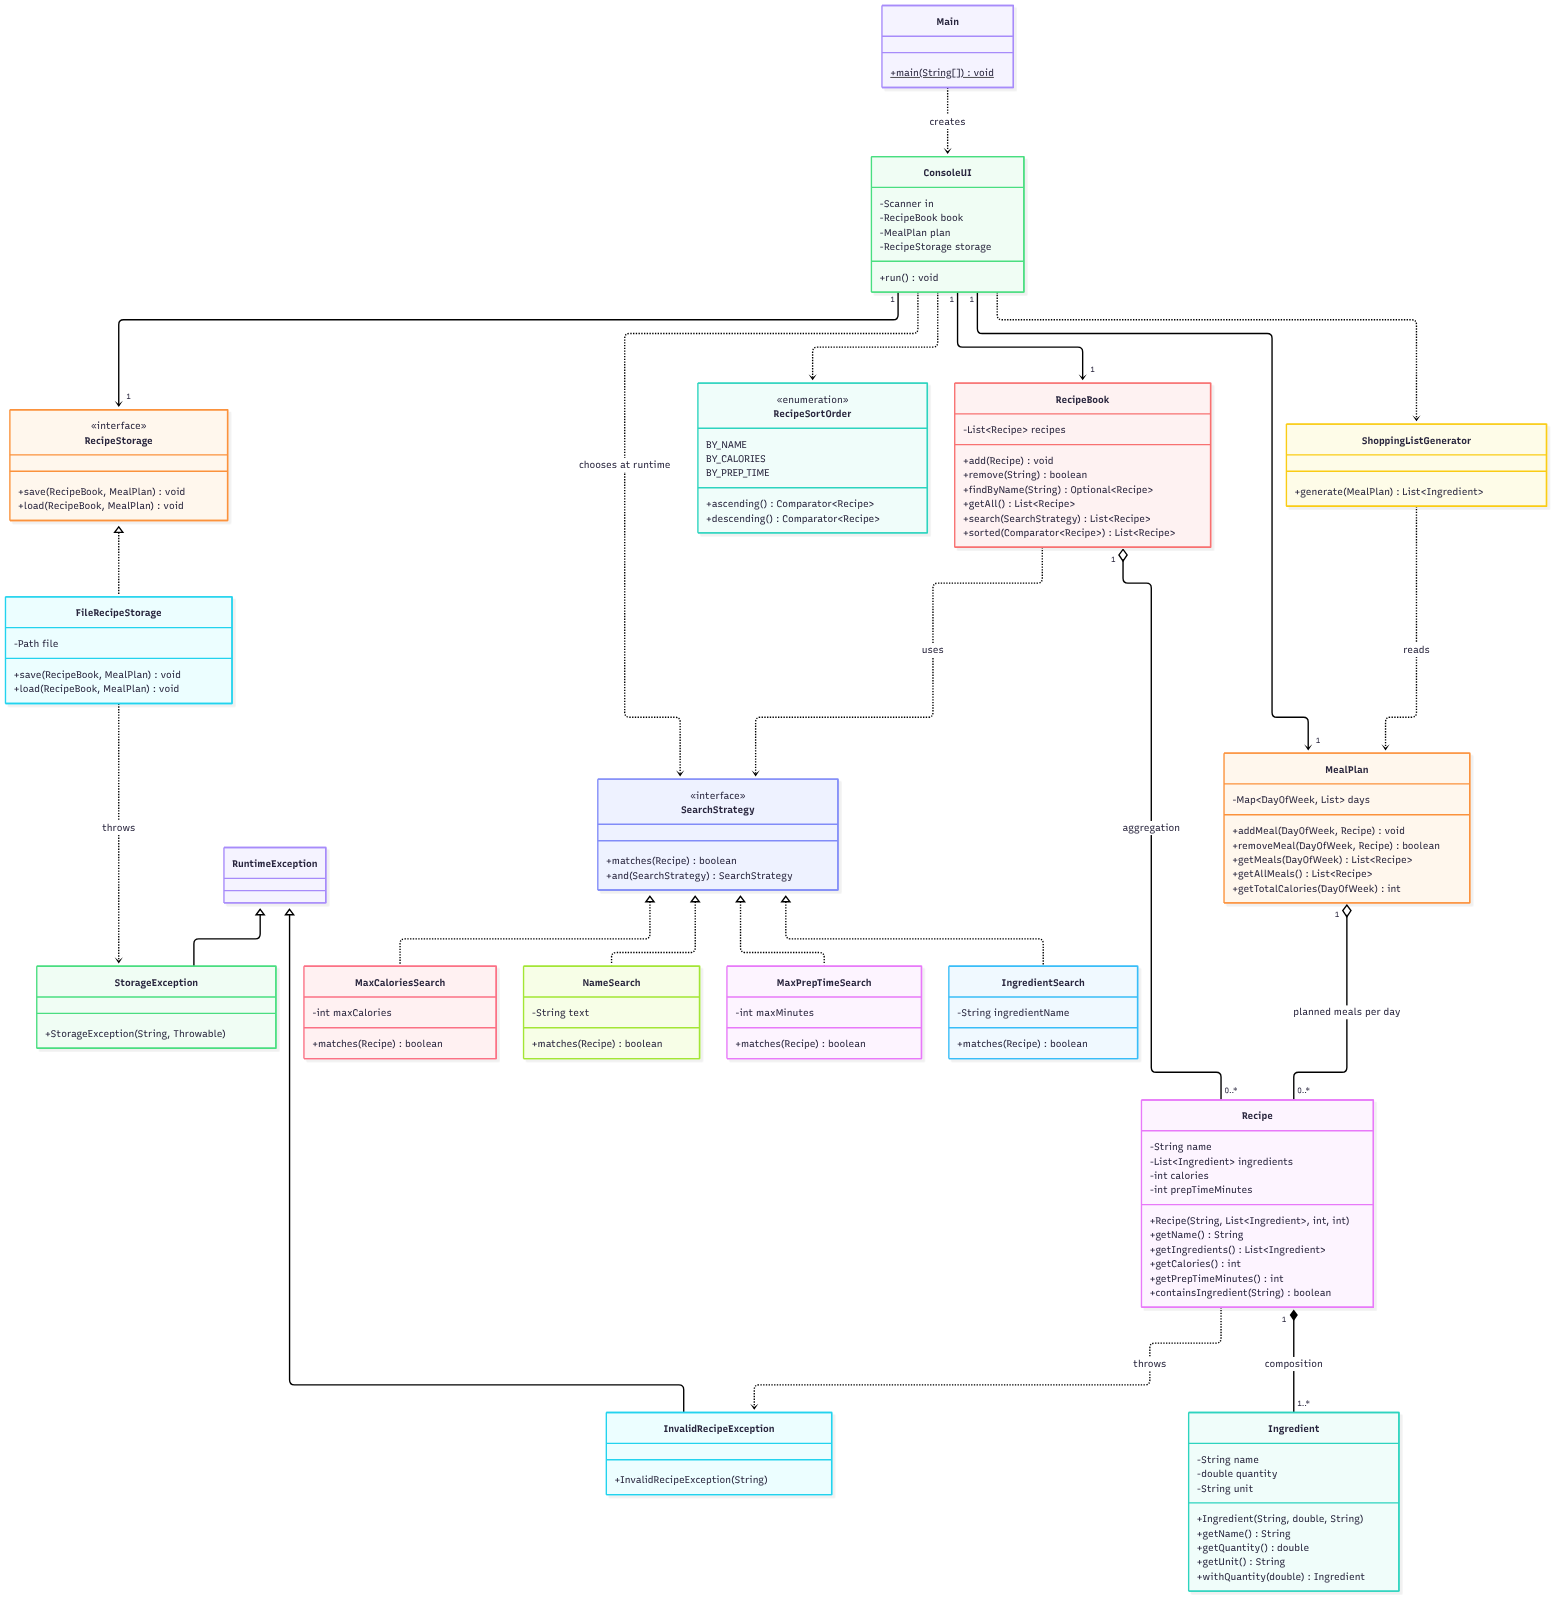 Main
+main(String[]) : void
creates
ConsoleUI
-Scanner in
-RecipeBook book
-MealPlan plan
-RecipeStorage storage
+run() : void
1
1
1
1
1
1
«interface»
RecipeStorage
+save(RecipeBook, MealPlan) : void
+load(RecipeBook, MealPlan) : void
chooses at runtime
«enumeration»
RecipeSortOrder
BY_NAME
BY_CALORIES
BY_PREP_TIME
+ascending() : Comparator<Recipe>
+descending() : Comparator<Recipe>
RecipeBook
-List<Recipe> recipes
+add(Recipe) : void
+remove(String) : boolean
+findByName(String) : Optional<Recipe>
+getAll() : List<Recipe>
+search(SearchStrategy) : List<Recipe>
+sorted(Comparator<Recipe>) : List<Recipe>
1
ShoppingListGenerator
+generate(MealPlan) : List<Ingredient>
FileRecipeStorage
-Path file
+save(RecipeBook, MealPlan) : void
+load(RecipeBook, MealPlan) : void
uses
reads
throws
aggregation
«interface»
SearchStrategy
+matches(Recipe) : boolean
+and(SearchStrategy) : SearchStrategy
MealPlan
-Map<DayOfWeek, List> days
+addMeal(DayOfWeek, Recipe) : void
+removeMeal(DayOfWeek, Recipe) : boolean
+getMeals(DayOfWeek) : List<Recipe>
+getAllMeals() : List<Recipe>
+getTotalCalories(DayOfWeek) : int
1
RuntimeException
StorageException
+StorageException(String, Throwable)
MaxCaloriesSearch
-int maxCalories
+matches(Recipe) : boolean
NameSearch
-String text
+matches(Recipe) : boolean
MaxPrepTimeSearch
-int maxMinutes
+matches(Recipe) : boolean
IngredientSearch
-String ingredientName
+matches(Recipe) : boolean
planned meals per day
0..*
0..*
Recipe
-String name
-List<Ingredient> ingredients
-int calories
-int prepTimeMinutes
+Recipe(String, List<Ingredient>, int, int)
+getName() : String
+getIngredients() : List<Ingredient>
+getCalories() : int
+getPrepTimeMinutes() : int
+containsIngredient(String) : boolean
1
throws
composition
1..*
InvalidRecipeException
+InvalidRecipeException(String)
Ingredient
-String name
-double quantity
-String unit
+Ingredient(String, double, String)
+getName() : String
+getQuantity() : double
+getUnit() : String
+withQuantity(double) : Ingredient